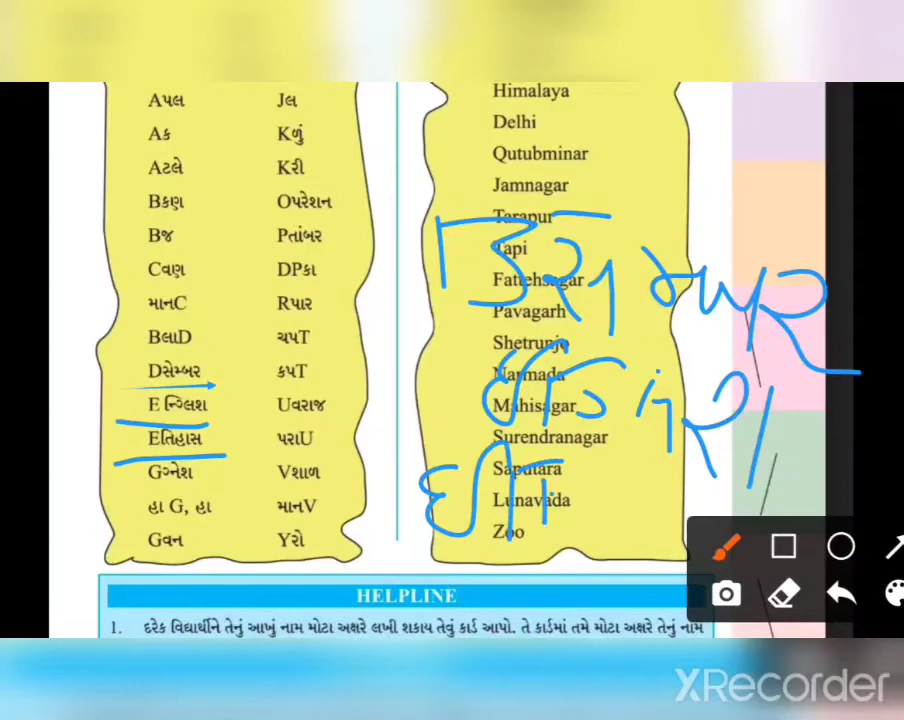 Aપલ
Jલ
Aક
Kળું
Aટલે
Kરી
Bકણ
Oપરેશન
Bજ
Pતાંબર
Cવણ
DPકા
માનC
Rપાર
BલાD
ચપT
Dસેમ્બર
કપT
E ન્ગ્લિશ
Uવરાજ
Eતિહાસ
પરાU
Gગ્નેશ
Vશાળ
હા G, હા
માનV
Gવન
Yરો
Himalaya
Delhi
Qutubminar
Jamnagar
Tarapur
Tapi
Fattehsagar
Pavagarh
Shetrunjo
Narmada
Mahisagar
Surendranagar
Saputara
Lunavada
Zoo
HELPLINE
1. દરેક વિદ્યાર્થીને તેનું આખું નામ મોટા અક્ષરે લખી શકાય તેવું કાર્ડ આપો. તે કાર્ડમાં તમે મોટા અક્ષરે તેનું નામ
XRecorder